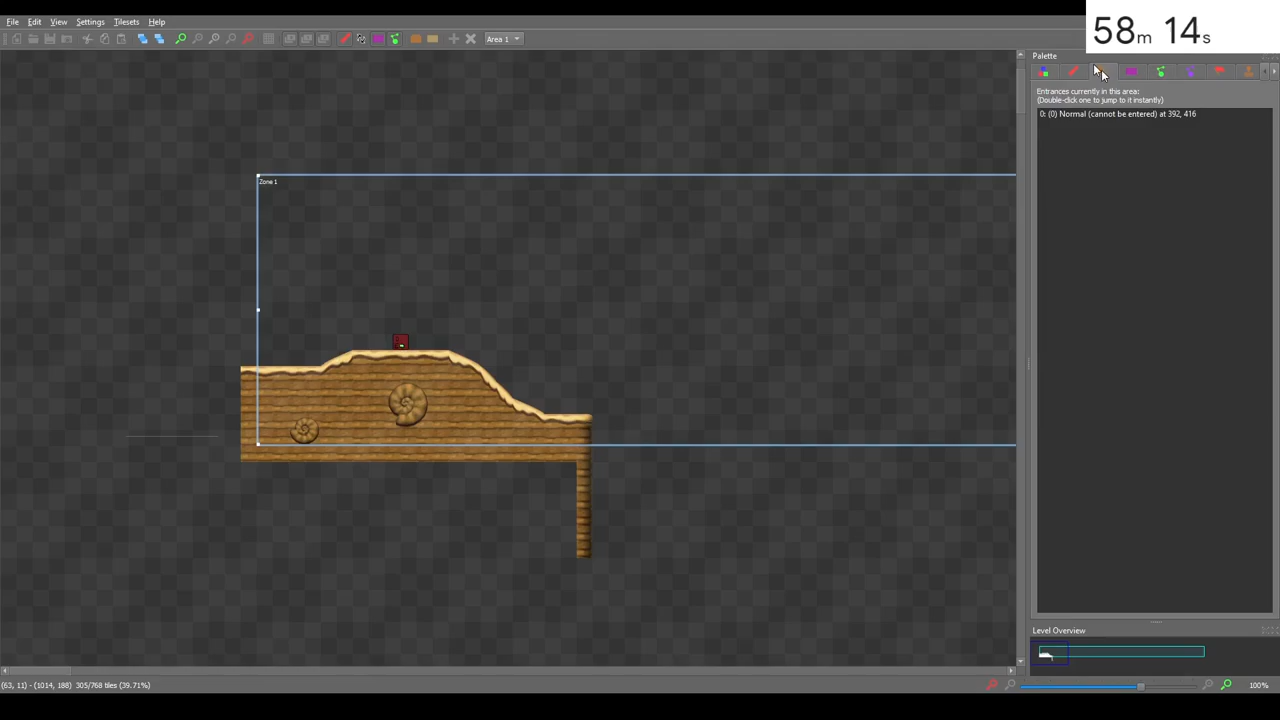 58m 14s
File Edit View Settings Tilesets Help
Area 1
Palette
Entrances currently in this area:
(Double-click one to jump to it instantly)
0: (0) Normal (cannot be entered) at 392, 416
Zone 1
Level Overview
(63, 11) - (1014, 188) 305/768 tiles (39.71%)
100%